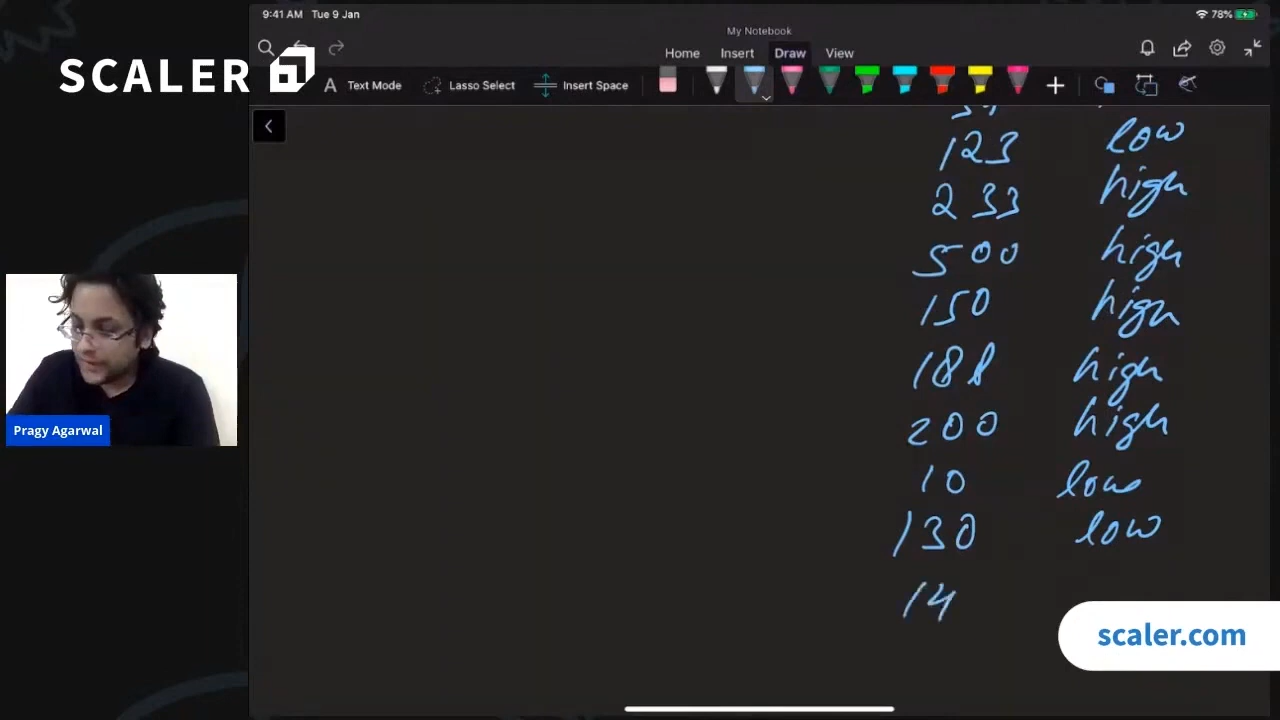 9:41 AM Tue 9 Jan
78%
My Notebook
Home Insert Draw View
SCALER
Text Mode Lasso Select Insert Space
123 low
233 high
500 high
150 high
188 high
200 high
10 low
130 low
14
Pragy Agarwal
scaler.com